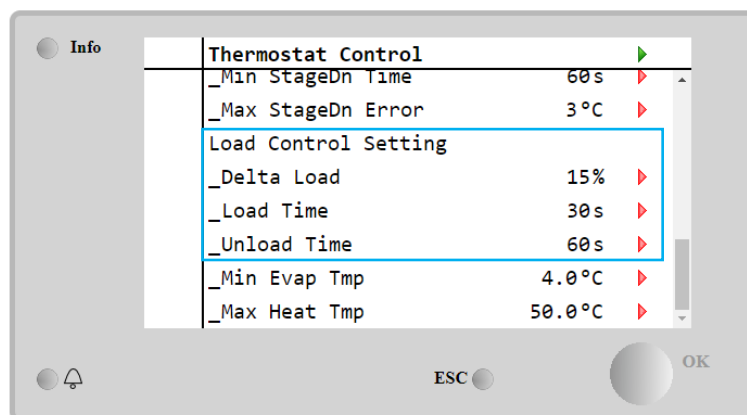 Info
Thermostat Control
_Min StageDn Time 60s
_Max StageDn Error 3°C
Load Control Setting
_Delta Load 15%
_Load Time 30s
_Unload Time 60s
_Min Evap Tmp 4.0°C
_Max Heat Tmp 50.0°C
ESC
OK